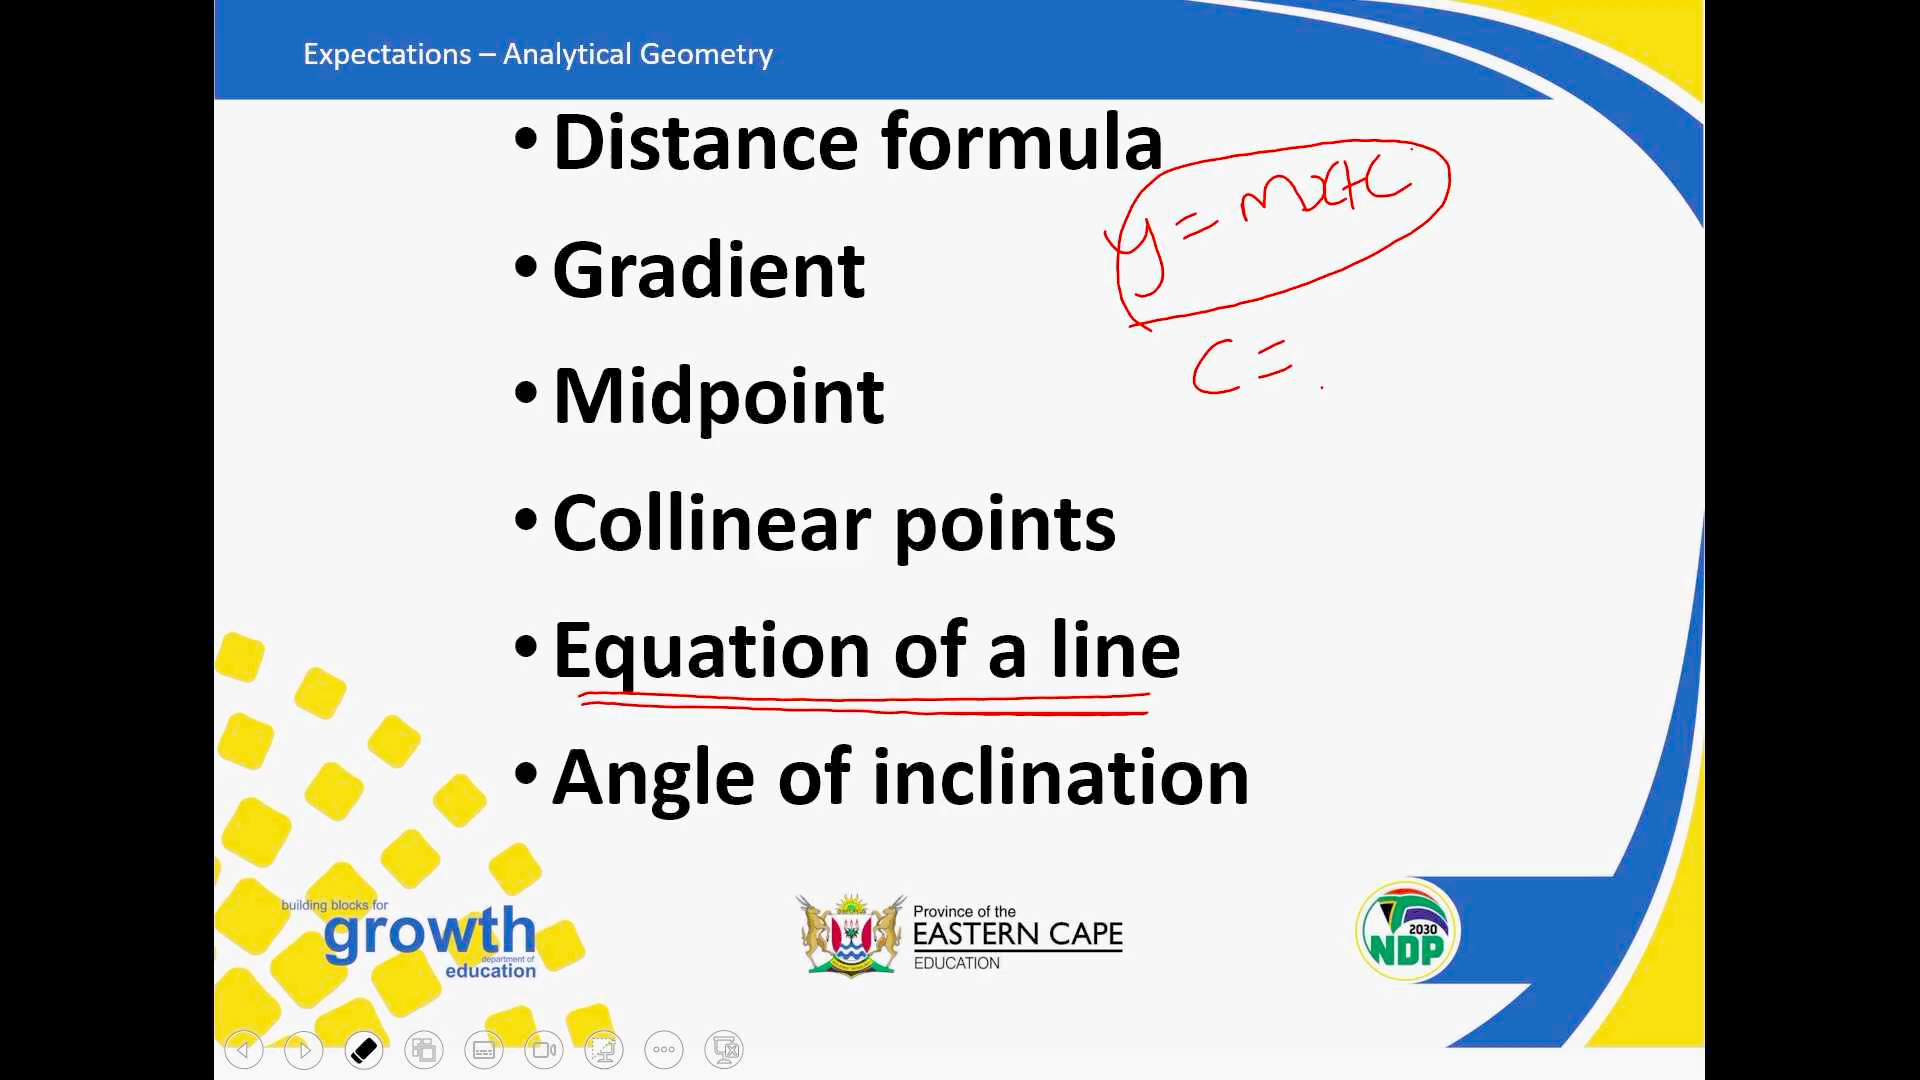 Expectations – Analytical Geometry
• Distance formula
y = mx+c
• Gradient
c =
• Midpoint
• Collinear points
• Equation of a line
• Angle of inclination
building blocks for
growth
department of
education
Province of the
EASTERN CAPE
EDUCATION
2030
NDP